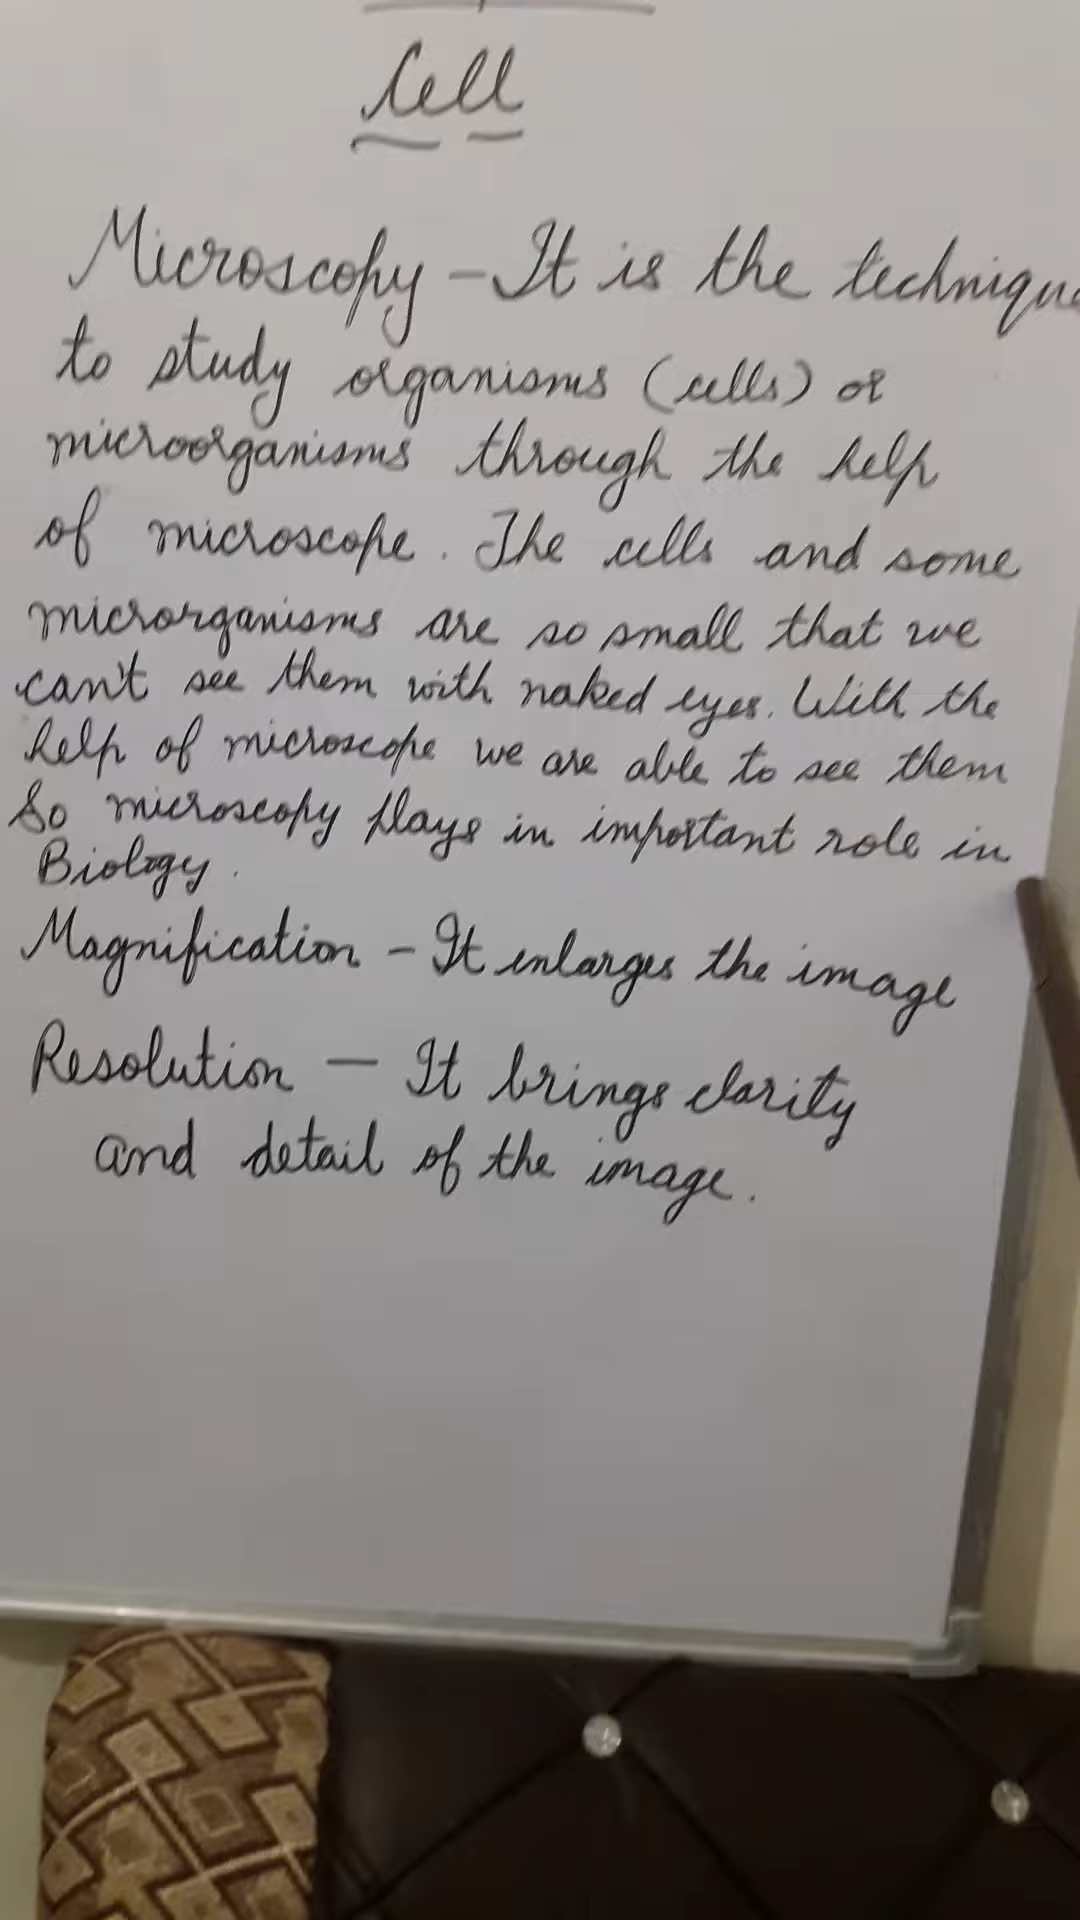 Cell
Microscopy - It is the technique
to study organisms (cells) or
microorganisms through the help
of microscope. The cells and some
microrganisms are so small that we
can't see them with naked eyes. With the
help of microscope we are able to see them
So microscopy plays in important role in
Biology.
Magnification - It enlarges the image
Resolution - It brings clarity
and detail of the image.